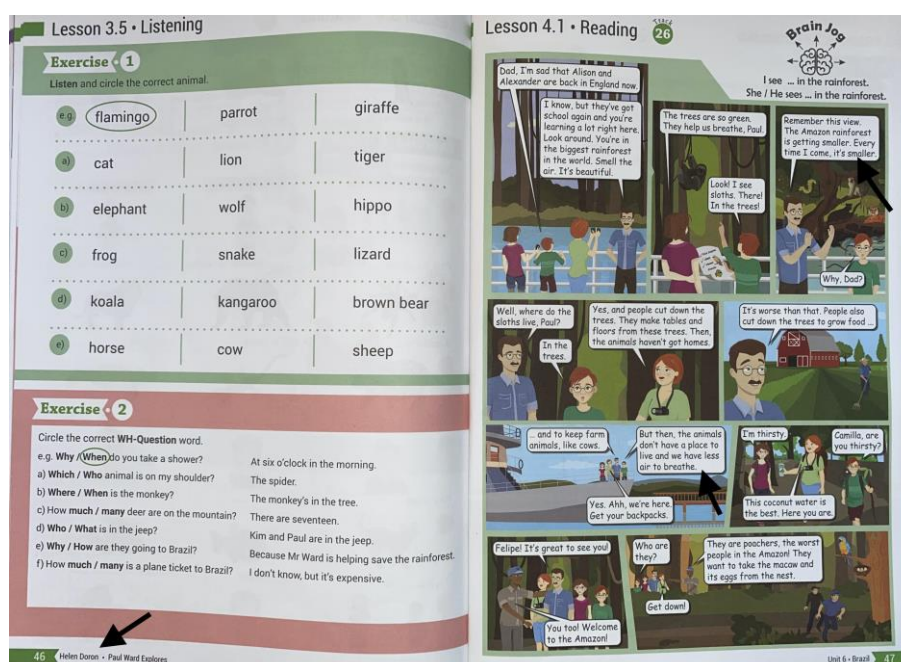 Lesson 3.5 • Listening
Exercise 1
Listen and circle the correct animal.
e.g. flamingo parrot giraffe
a) cat lion tiger
b) elephant wolf hippo
c) frog snake lizard
d) koala kangaroo brown bear
e) horse cow sheep
Exercise 2
Circle the correct WH-Question word.
e.g. Why / When do you take a shower? At six o'clock in the morning.
a) Which / Who animal is on my shoulder? The spider.
b) Where / When is the monkey? The monkey's in the tree.
c) How much / many deer are on the mountain? There are seventeen.
d) Who / What is in the jeep? Kim and Paul are in the jeep.
e) Why / How are they going to Brazil? Because Mr Ward is helping save the rainforest.
f) How much / many is a plane ticket to Brazil? I don't know, but it's expensive.
46 Helen Doron • Paul Ward Explores
Lesson 4.1 • Reading
TRACK
26
Brain Jog
I see ... in the rainforest.
She / He sees ... in the rainforest.
Dad, I'm sad that Alison and
Alexander are back in England now.
I know, but they've got
school again and you're
learning a lot right here.
Look around. You're in
the biggest rainforest
in the world. Smell the
air. It's beautiful.
The trees are so green.
They help us breathe, Paul.
Look! I see
sloths. There!
In the trees!
Remember this view.
The Amazon rainforest
is getting smaller. Every
time I come, it's smaller.
Why, Dad?
Well, where do the
sloths live, Paul?
In the
trees.
Yes, and people cut down the
trees. They make tables and
floors from these trees. Then,
the animals haven't got homes.
It's worse than that. People also
cut down the trees to grow food ...
... and to keep farm
animals, like cows.
But then, the animals
don't have a place to
live and we have less
air to breathe.
Yes. Ahh, we're here.
Get your backpacks.
I'm thirsty.
Camilla, are
you thirsty?
This coconut water is
the best. Here you are.
Felipe! It's great to see you!
You too! Welcome
to the Amazon!
Who are
they?
They are poachers, the worst
people in the Amazon! They
want to take the macaw and
its eggs from the nest.
Get down!
Unit 6 • Brazil 47